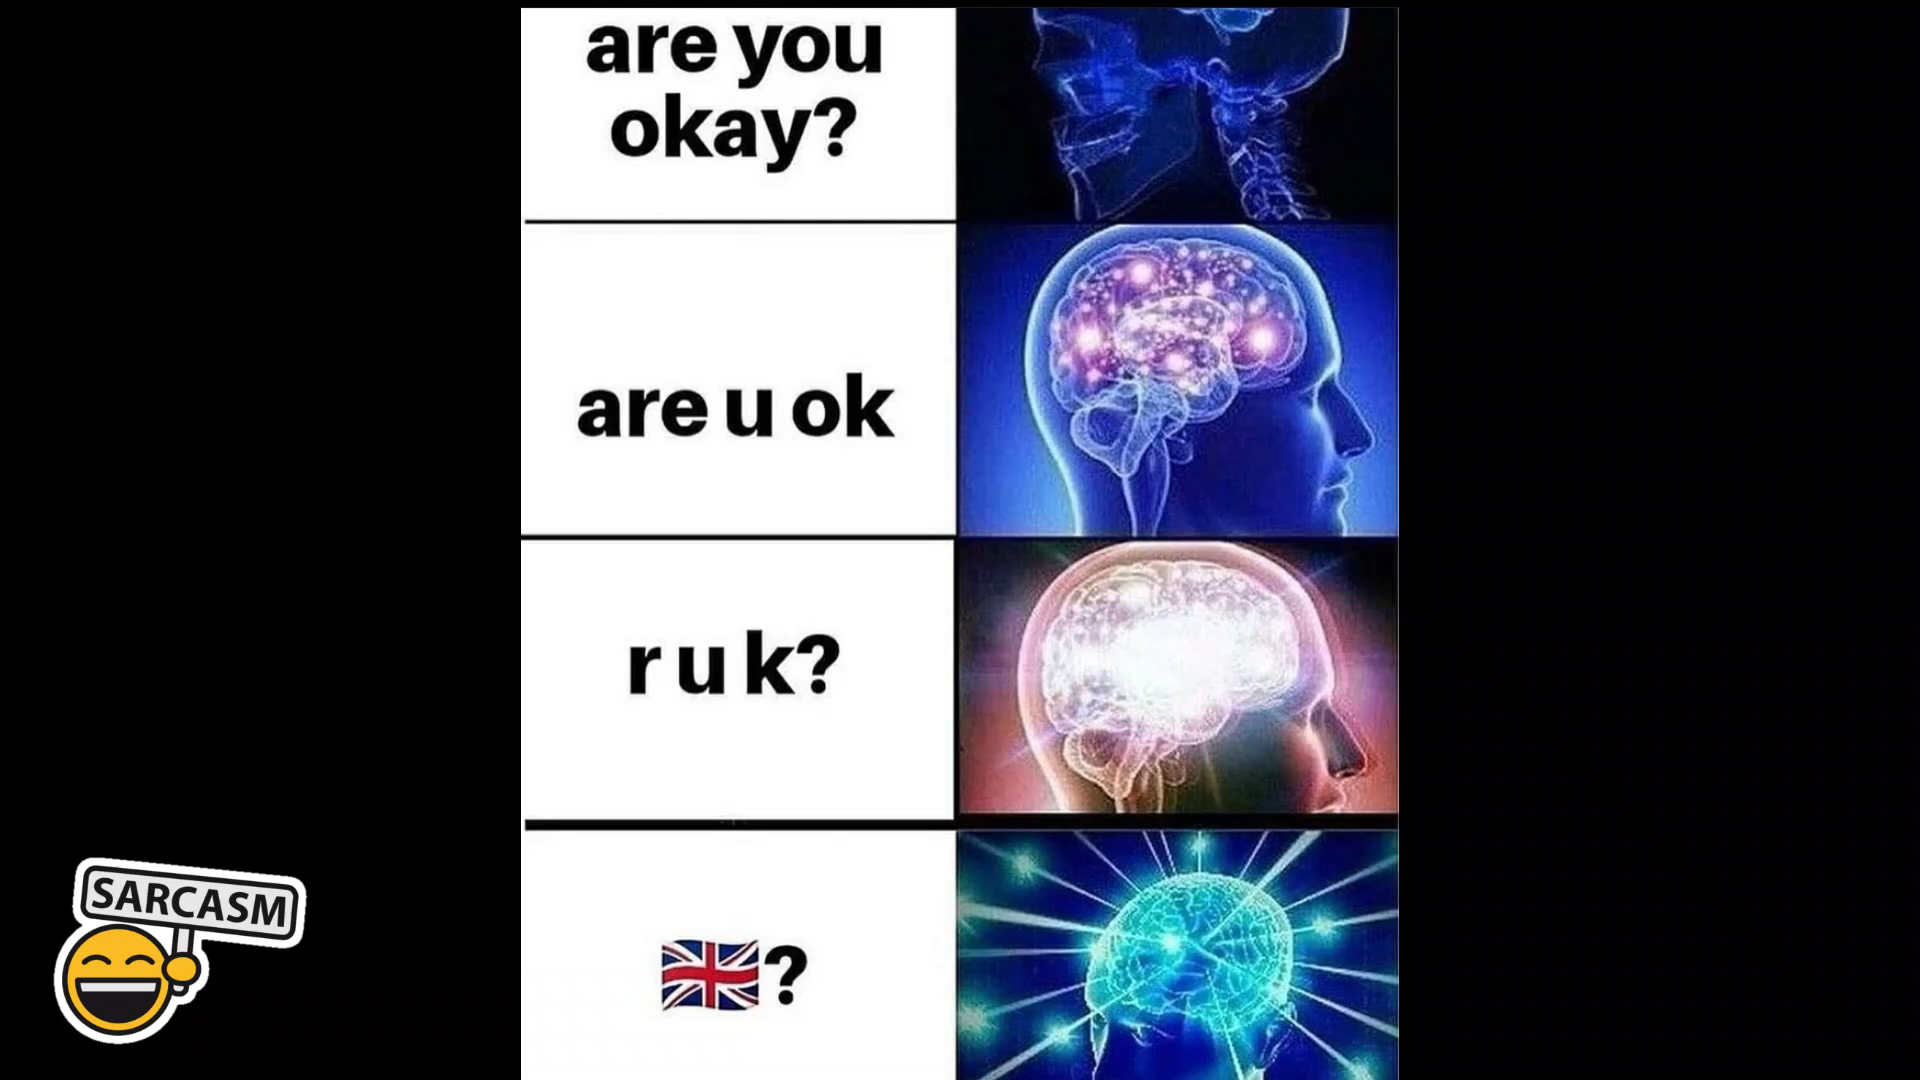 are you
okay?
are u ok
r u k?
🇬🇧?
SARCASM